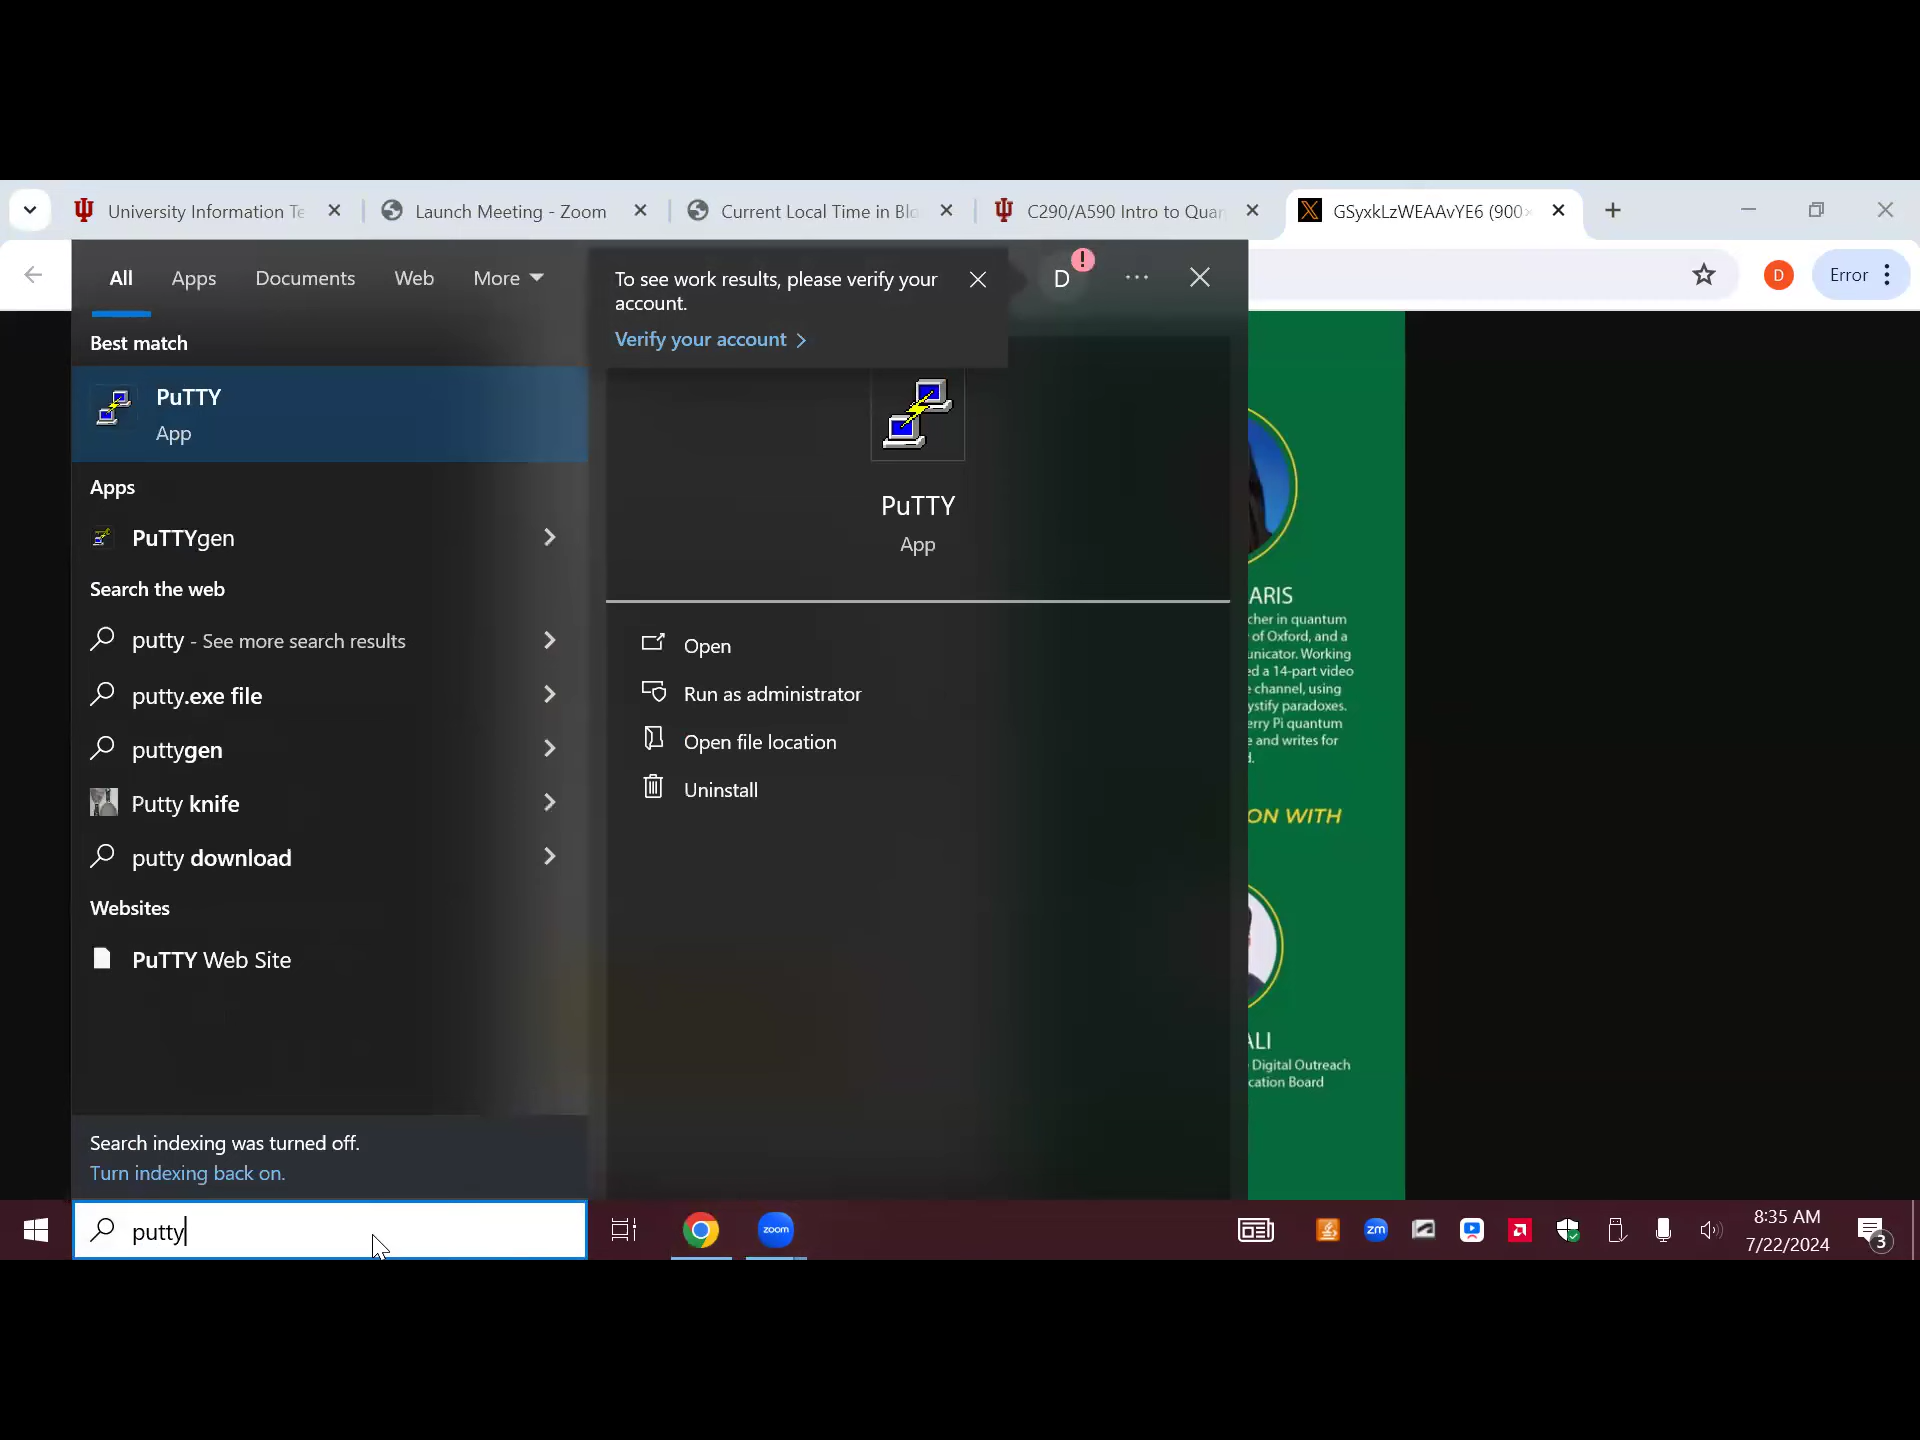 University Information Te
Launch Meeting - Zoom
Current Local Time in Blo
C290/A590 Intro to Quan
GSyxkLzWEAAvYE6 (900×
D
Error
All
Apps
Documents
Web
More
To see work results, please verify your
account.
Verify your account
D
Best match
PuTTY
App
Apps
PuTTYgen
Search the web
putty - See more search results
putty.exe file
puttygen
Putty knife
putty download
Websites
PuTTY Web Site
Search indexing was turned off.
Turn indexing back on.
PuTTY
App
Open
Run as administrator
Open file location
Uninstall
ARIS
cher in quantum
of Oxford, and a
unicator. Working
ed a 14-part video
e channel, using
ystify paradoxes.
erry Pi quantum
e and writes for
d.
ON WITH
ALI
Digital Outreach
cation Board
putty
zoom
zm
8:35 AM
7/22/2024
3